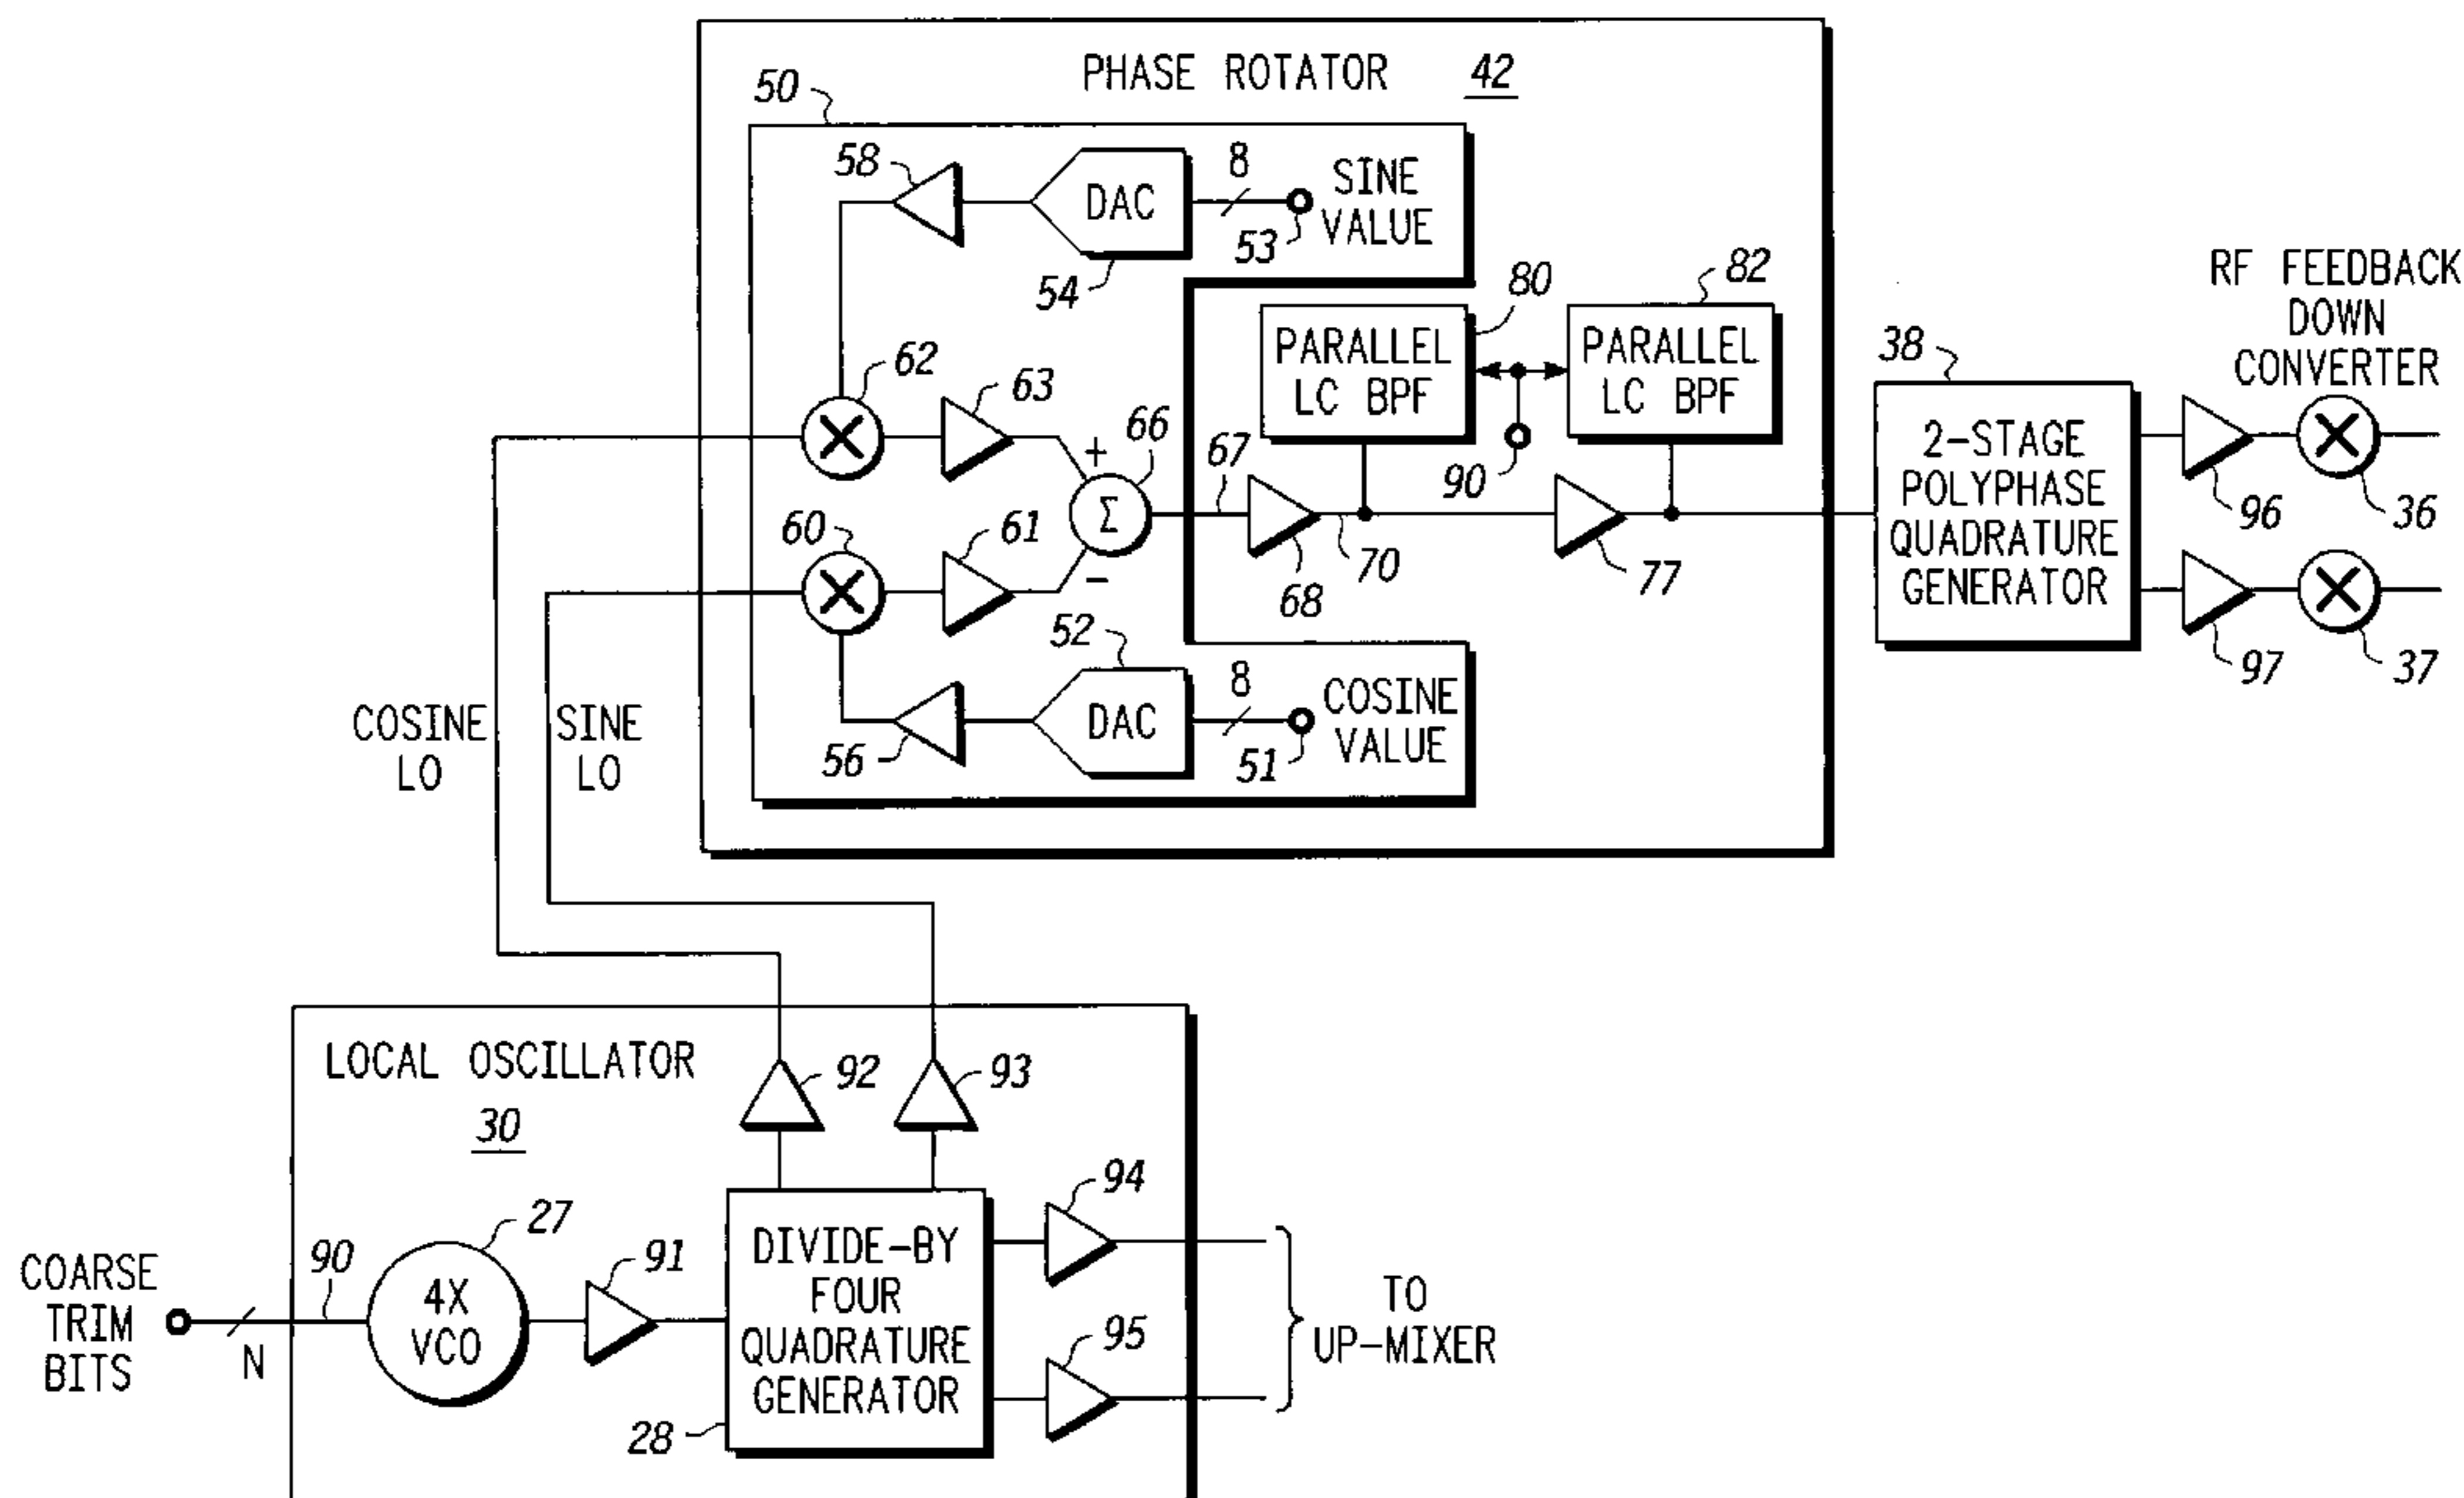 PHASE ROTATOR 42
50
58
DAC
8
SINE
VALUE
53
54
62
63
+
66
Σ
−
60
61
67
68
70
77
80
PARALLEL
LC BPF
82
PARALLEL
LC BPF
90
52
DAC
8
COSINE
VALUE
51
56
38
2-STAGE
POLYPHASE
QUADRATURE
GENERATOR
RF FEEDBACK
DOWN
CONVERTER
96
36
97
37
COSINE
LO
SINE
LO
LOCAL OSCILLATOR
30
92
93
27
4X
VCO
90
COARSE
TRIM
BITS
N
91
DIVIDE-BY
FOUR
QUADRATURE
GENERATOR
28
94
95
TO
UP-MIXER